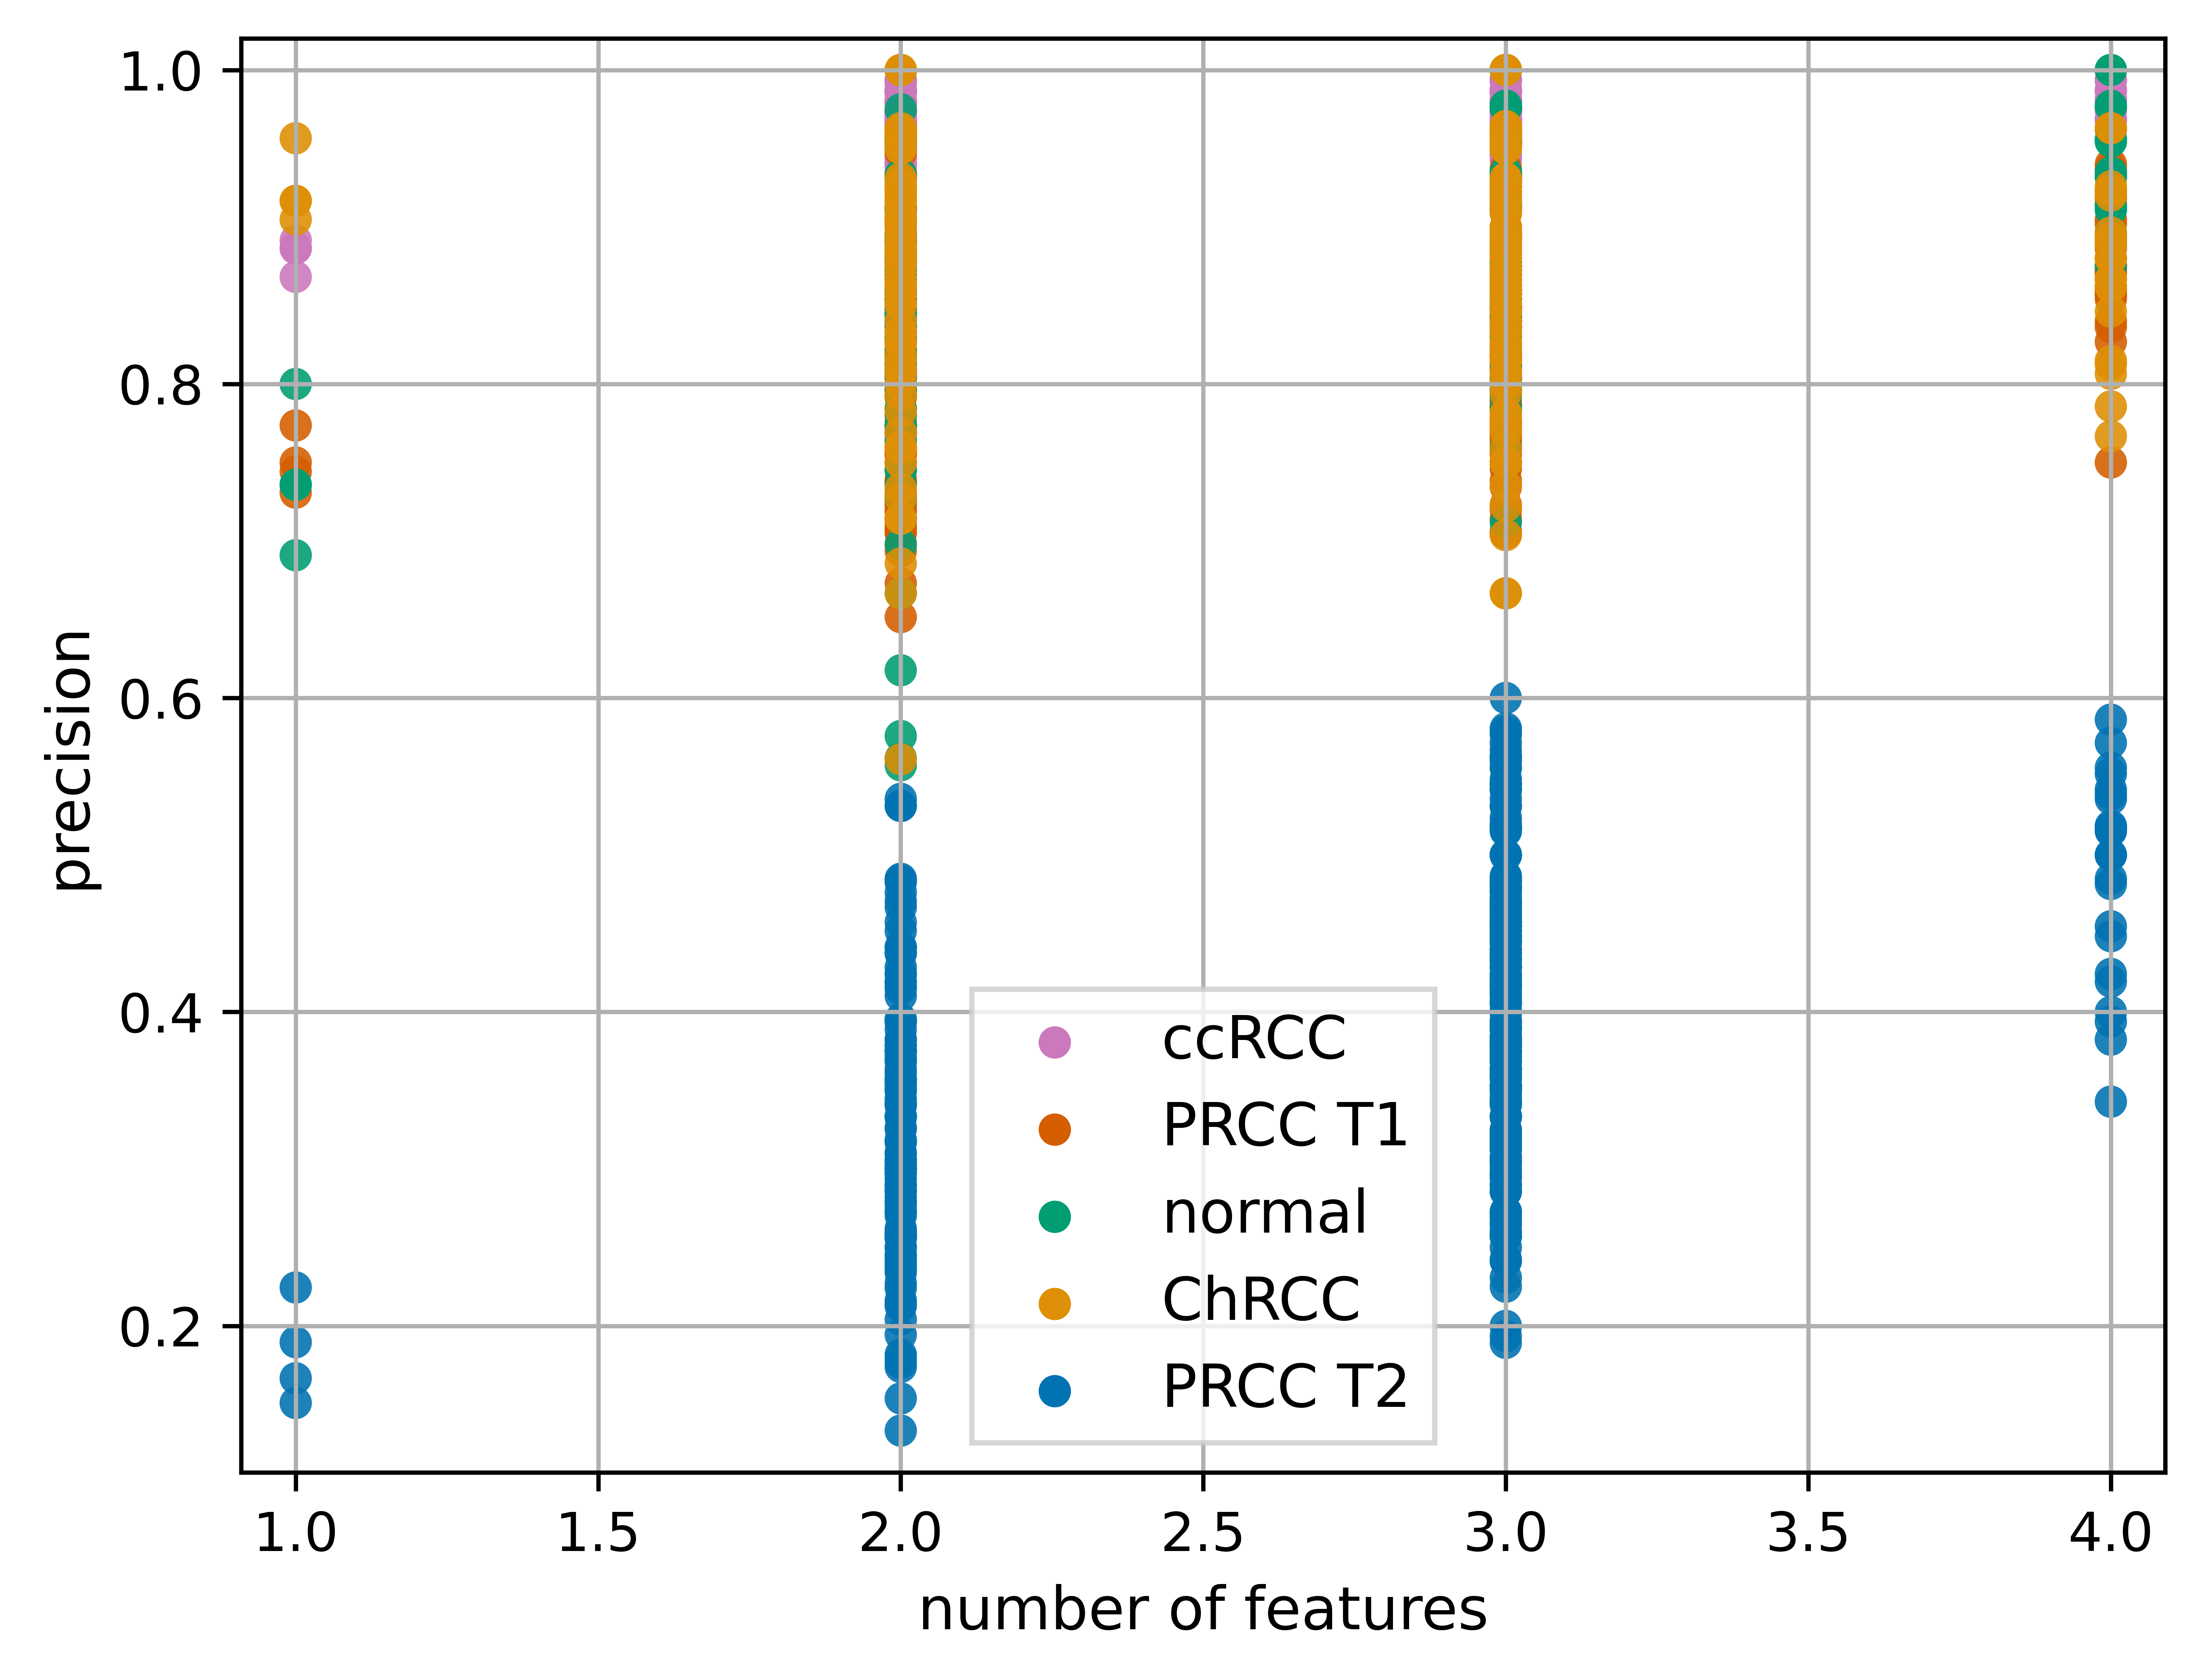 1.0
0.8
0.6
0.4
0.2
precision
ccRCC
PRCC T1
normal
ChRCC
PRCC T2
1.0 1.5 2.0 2.5 3.0 3.5 4.0
number of features